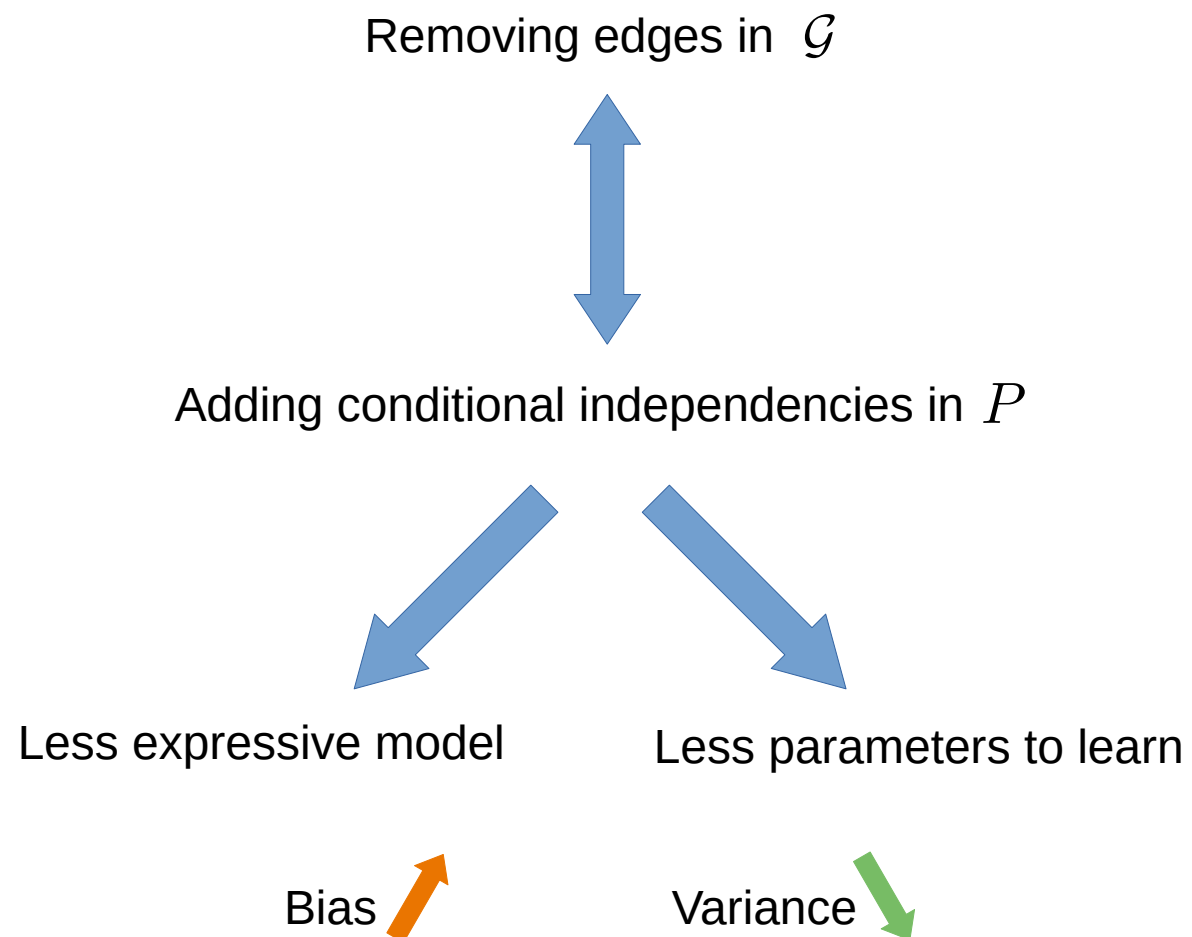 Removing edges in 𝒢
Adding conditional independencies in P
Less expressive model
Less parameters to learn
Bias
Variance